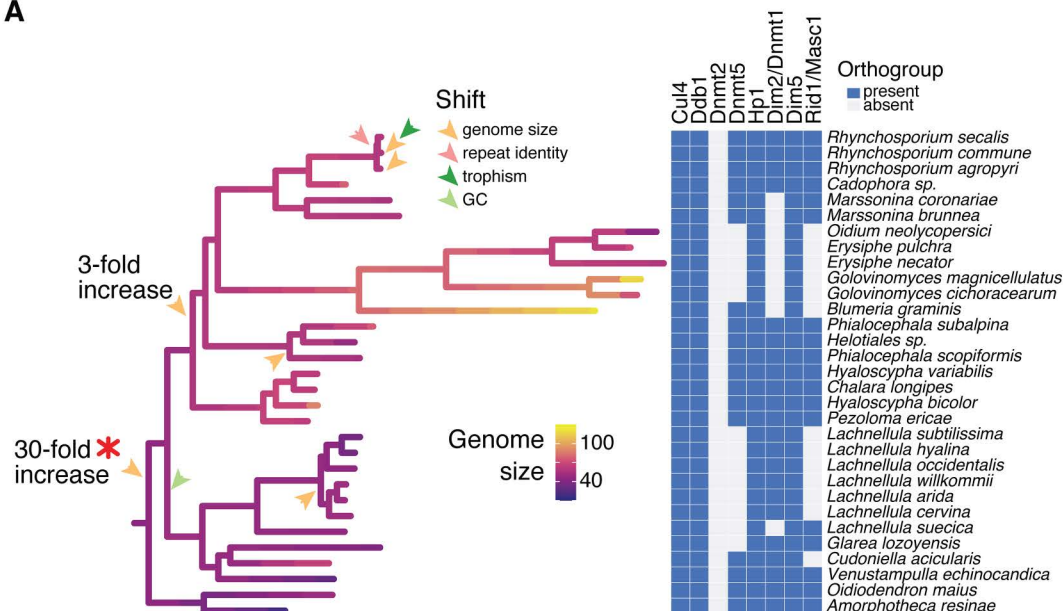 A
Shift
genome size
repeat identity
trophism
GC
3-fold
increase
30-fold
increase
Genome
size
100
40
Cul4
Ddb1
Dnmt2
Dnmt5
Hp1
Dim2/Dnmt1
Dim5
Rid1/Masc1
Orthogroup
present
absent
Rhynchosporium secalis
Rhynchosporium commune
Rhynchosporium agropyri
Cadophora sp.
Marssonina coronariae
Marssonina brunnea
Oidium neolycopersici
Erysiphe pulchra
Erysiphe necator
Golovinomyces magnicellulatus
Golovinomyces cichoracearum
Blumeria graminis
Phialocephala subalpina
Helotiales sp.
Phialocephala scopiformis
Hyaloscypha variabilis
Chalara longipes
Hyaloscypha bicolor
Pezoloma ericae
Lachnellula subtilissima
Lachnellula hyalina
Lachnellula occidentalis
Lachnellula willkommii
Lachnellula arida
Lachnellula cervina
Lachnellula suecica
Glarea lozoyensis
Cudoniella acicularis
Venustampulla echinocandica
Oidiodendron maius
Amorphotheca resinae